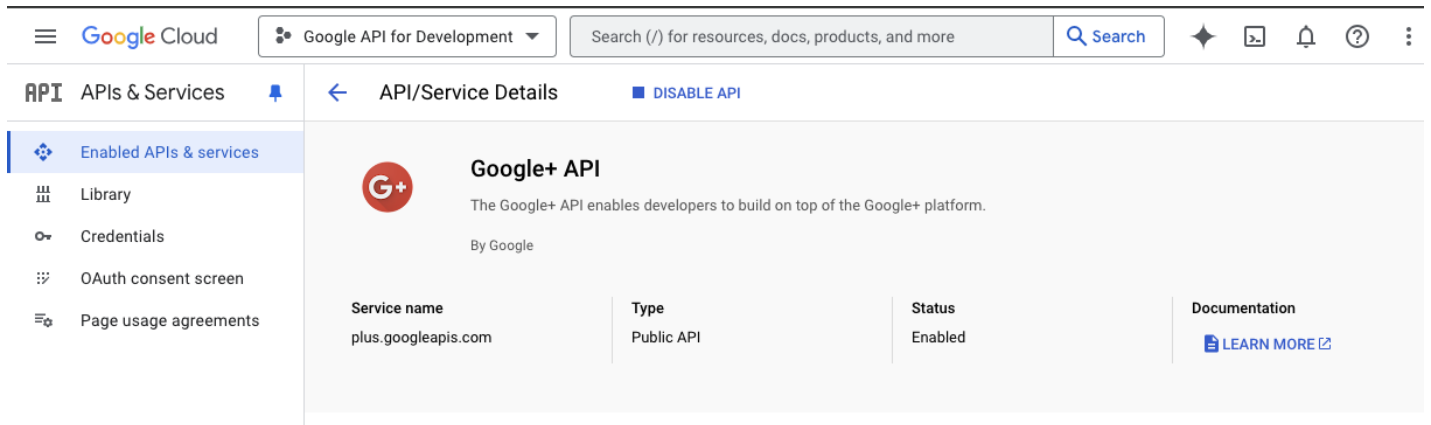 Google Cloud
Google API for Development
Search (/) for resources, docs, products, and more
Search
API APIs & Services
API/Service Details
DISABLE API
Enabled APIs & services
Library
Credentials
OAuth consent screen
Page usage agreements
G+
Google+ API
The Google+ API enables developers to build on top of the Google+ platform.
By Google
Service name
plus.googleapis.com
Type
Public API
Status
Enabled
Documentation
LEARN MORE